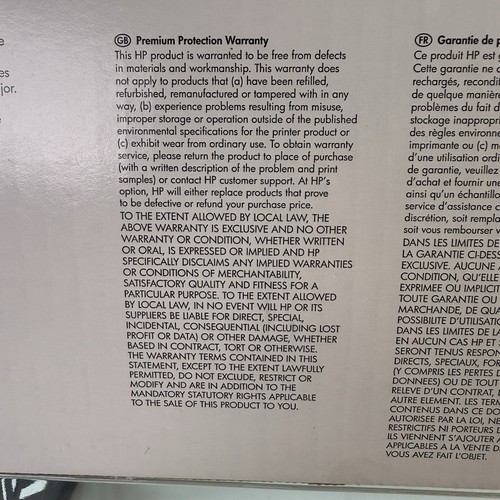 e
es
jor.
e
GB Premium Protection Warranty
This HP product is warranted to be free from defects
in materials and workmanship. This warranty does
not apply to products that (a) have been refilled,
refurbished, remanufactured or tampered with in any
way, (b) experience problems resulting from misuse,
improper storage or operation outside of the published
environmental specifications for the printer product or
(c) exhibit wear from ordinary use. To obtain warranty
service, please return the product to place of purchase
(with a written description of the problem and print
samples) or contact HP customer support. At HP's
option, HP will either replace products that prove
to be defective or refund your purchase price.
TO THE EXTENT ALLOWED BY LOCAL LAW, THE
ABOVE WARRANTY IS EXCLUSIVE AND NO OTHER
WARRANTY OR CONDITION, WHETHER WRITTEN
OR ORAL, IS EXPRESSED OR IMPLIED AND HP
SPECIFICALLY DISCLAIMS ANY IMPLIED WARRANTIES
OR CONDITIONS OF MERCHANTABILITY,
SATISFACTORY QUALITY AND FITNESS FOR A
PARTICULAR PURPOSE. TO THE EXTENT ALLOWED
BY LOCAL LAW, IN NO EVENT WILL HP OR ITS
SUPPLIERS BE LIABLE FOR DIRECT, SPECIAL,
INCIDENTAL, CONSEQUENTIAL (INCLUDING LOST
PROFIT OR DATA) OR OTHER DAMAGE, WHETHER
BASED IN CONTRACT, TORT OR OTHERWISE.
THE WARRANTY TERMS CONTAINED IN THIS
STATEMENT, EXCEPT TO THE EXTENT LAWFULLY
PERMITTED, DO NOT EXCLUDE, RESTRICT OR
MODIFY AND ARE IN ADDITION TO THE
MANDATORY STATUTORY RIGHTS APPLICABLE
TO THE SALE OF THIS PRODUCT TO YOU.
FR Garantie de p
Ce produit HP est g
Cette garantie ne c
rechargés, recondi
de quelque manière
problèmes du fait d
stockage inappropri
des règles environne
imprimante ou (c) m
d'une utilisation ordi
de garantie, veuillez
d'achat et fournir une
ainsi qu'un échantillo
service d'assistance c
discrétion, soit rempla
soit vous rembourser v
DANS LES LIMITES DE
LA GARANTIE CI-DESS
EXCLUSIVE. AUCUNE A
CONDITION, QU'ELLE
EXPRIMEE OU IMPLICIT
TOUTE GARANTIE OU
MARCHANDE, DE QUA
POSSIBILITE D'UTILISATIO
DANS LES LIMITES DE LA
EN AUCUN CAS HP ET S
SERONT TENUS RESPON
DIRECTS, SPECIAUX, FOR
(Y COMPRIS LES PERTES D
DONNEES) OU DE TOUT
RELEVE D'UN CONTRAT, D
AUTRE ELEMENT. LES TERM
CONTENUS DANS CE DO
AUTORISEE PAR LA LOI, NE
RESTRICTIFS NI PORTEURS D
ILS VIENNENT S'AJOUTER A
APPLICABLES A LA VENTE D
VOUS AVEZ FAIT L'OBJET.